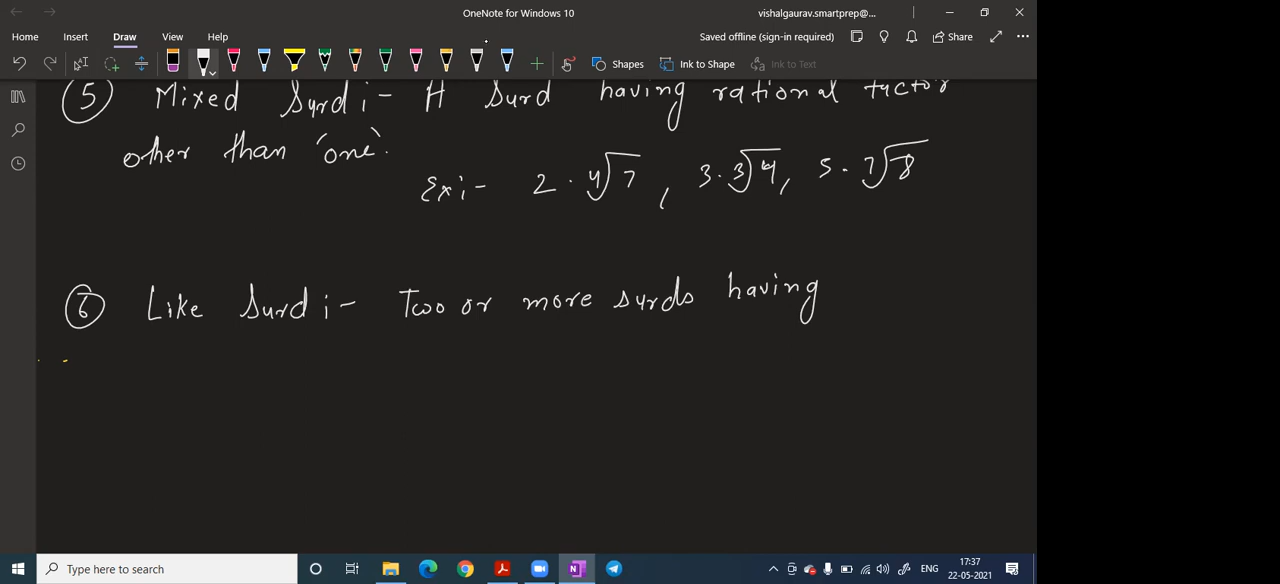 OneNote for Windows 10
vishalgaurav.smartprep@...
Home Insert Draw View Help
Saved offline (sign-in required) Share
Shapes Ink to Shape Ink to Text
⑤ Mixed Surd :- A Surd having rational factor
other than 'one'.
Ex:- 2·∜7, 3·∛4, 5·⁷√8
⑥ Like Surd :- Two or more surds having
Type here to search
ENG
17:37
22-05-2021